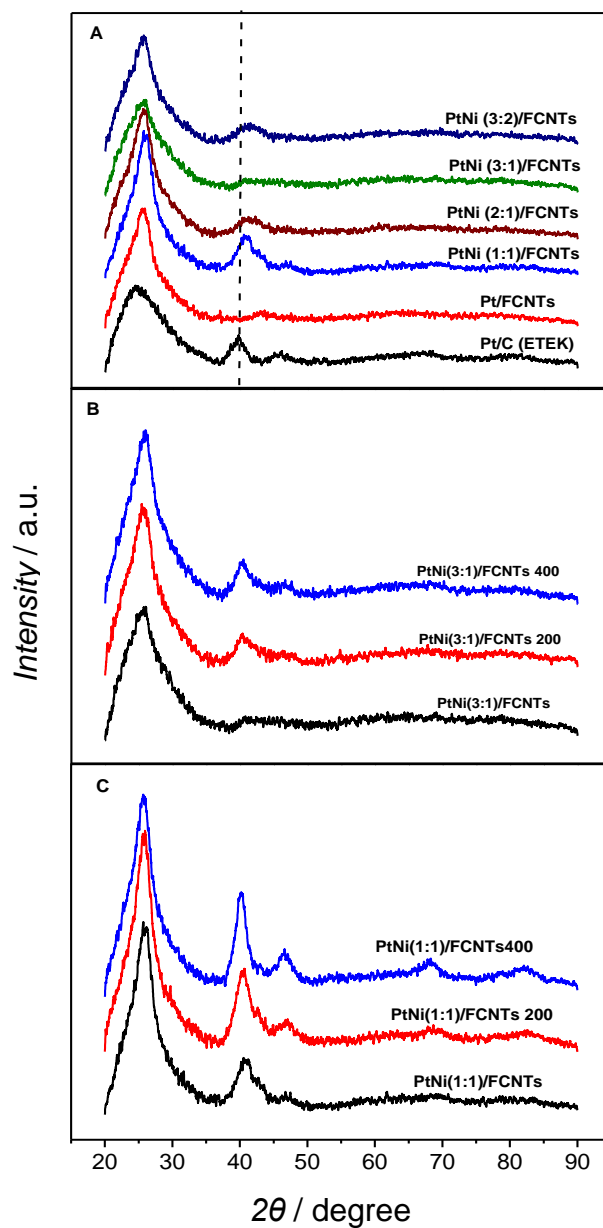 A
PtNi (3:2)/FCNTs
PtNi (3:1)/FCNTs
PtNi (2:1)/FCNTs
PtNi (1:1)/FCNTs
Pt/FCNTs
Pt/C (ETEK)
B
PtNi(3:1)/FCNTs 400
PtNi(3:1)/FCNTs 200
PtNi(3:1)/FCNTs
Intensity / a.u.
C
PtNi(1:1)/FCNTs400
PtNi(1:1)/FCNTs 200
PtNi(1:1)/FCNTs
20 30 40 50 60 70 80 90
2θ / degree